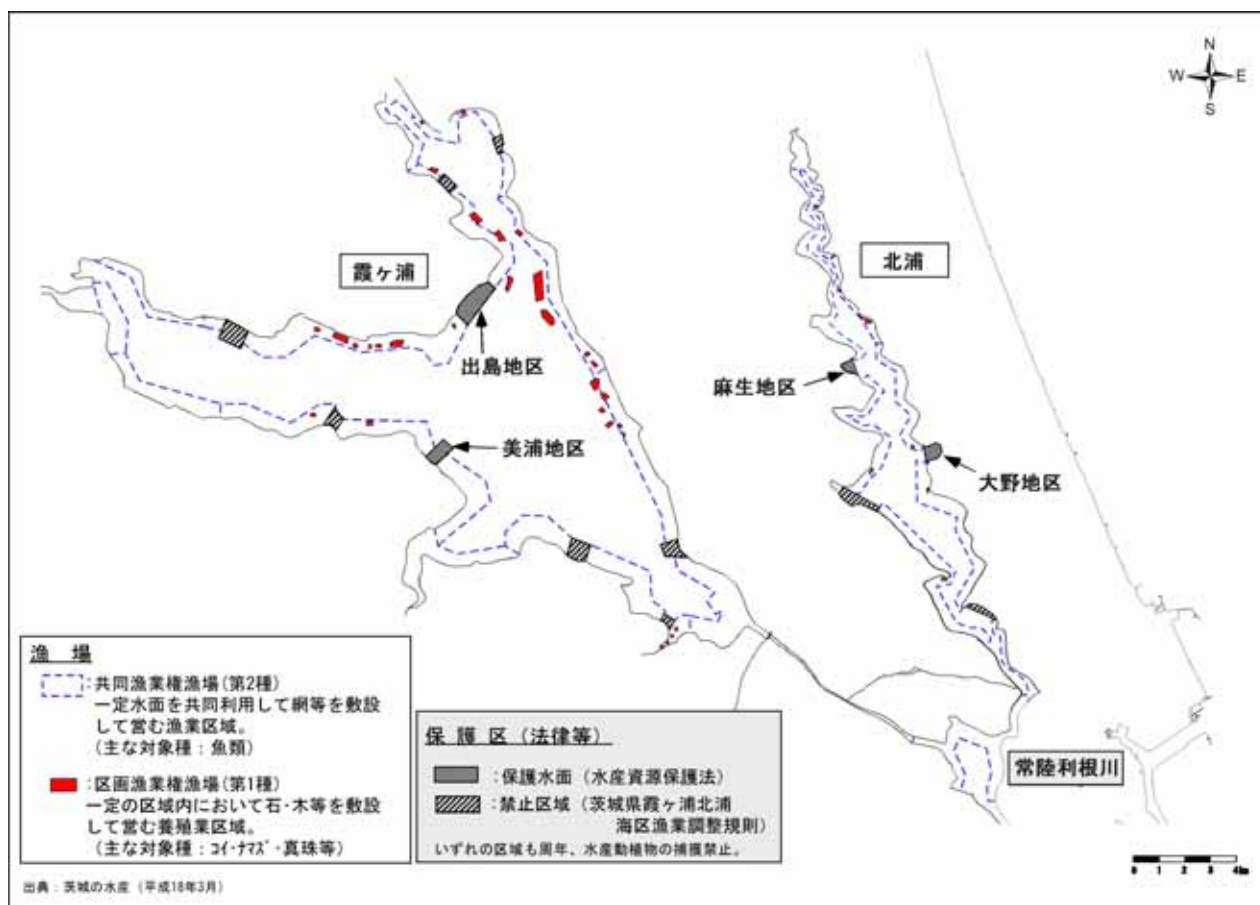 N
W E
S
霞ヶ浦
北浦
出島地区
麻生地区
美浦地区
大野地区
常陸利根川
漁 場
:共同漁業権漁場(第2種)
一定水面を共同利用して網等を敷設
して営む漁業区域。
(主な対象種:魚類)
:区画漁業権漁場(第1種)
一定の区域内において石・木等を敷設
して営む養殖業区域。
(主な対象種:コイ・ナマズ・真珠等)
保 護 区 (法律等)
:保護水面 (水産資源保護法)
:禁止区域 (茨城県霞ヶ浦北浦
海区漁業調整規則)
いずれの区域も周年、水産動植物の捕獲禁止。
出典:茨城の水産 (平成18年3月)
0 1 2 3 4km